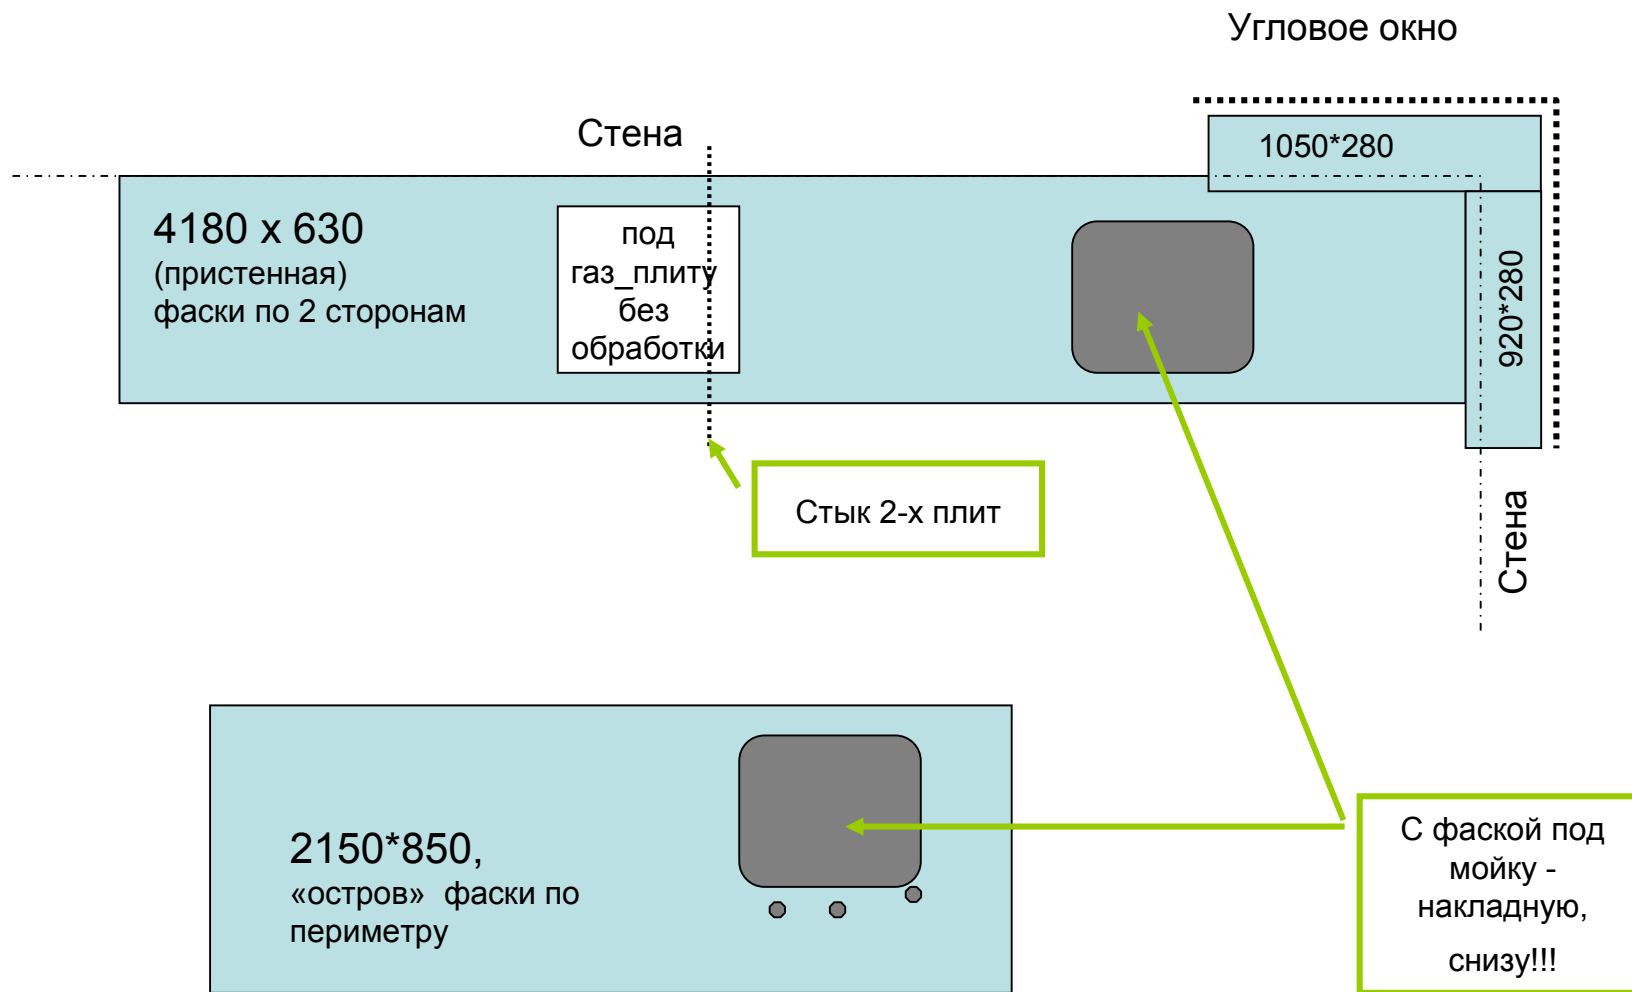 Угловое окно
Стена
1050*280
4180 х 630
(пристенная)
фаски по 2 сторонам
под
газ_плиту
без
обработки
920*280
Стык 2-х плит
Стена
2150*850,
«остров» фаски по
периметру
С фаской под
мойку -
накладную,
снизу!!!